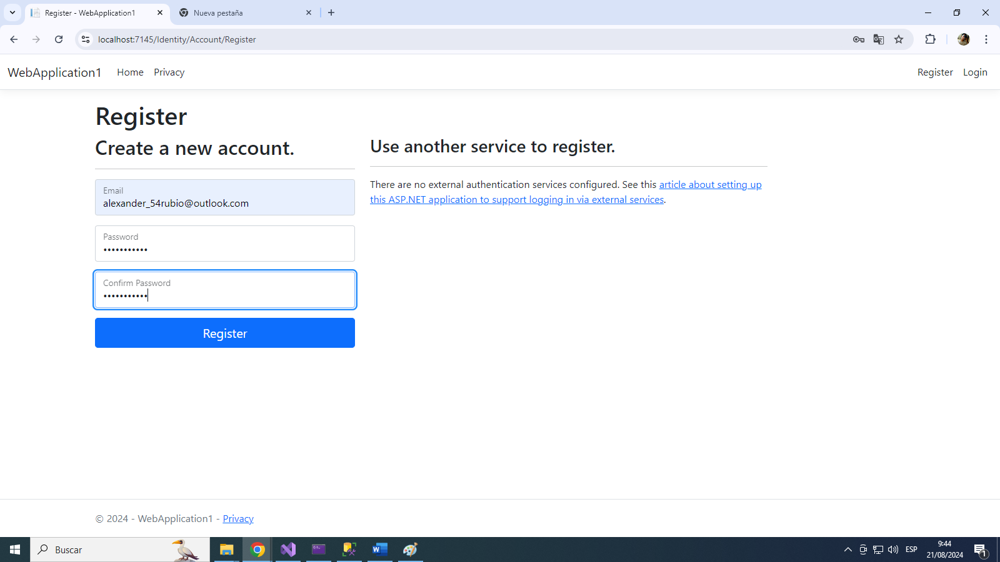 Register - WebApplication1
Nueva pestaña
localhost:7145/Identity/Account/Register
WebApplication1 Home Privacy Register Login
Register
Create a new account.
Email
alexander_54rubio@outlook.com
Password
•••••••••••
Confirm Password
•••••••••••
Register
Use another service to register.
There are no external authentication services configured. See this article about setting up
this ASP.NET application to support logging in via external services.
© 2024 - WebApplication1 - Privacy
Buscar
ESP
9:44
21/08/2024
1